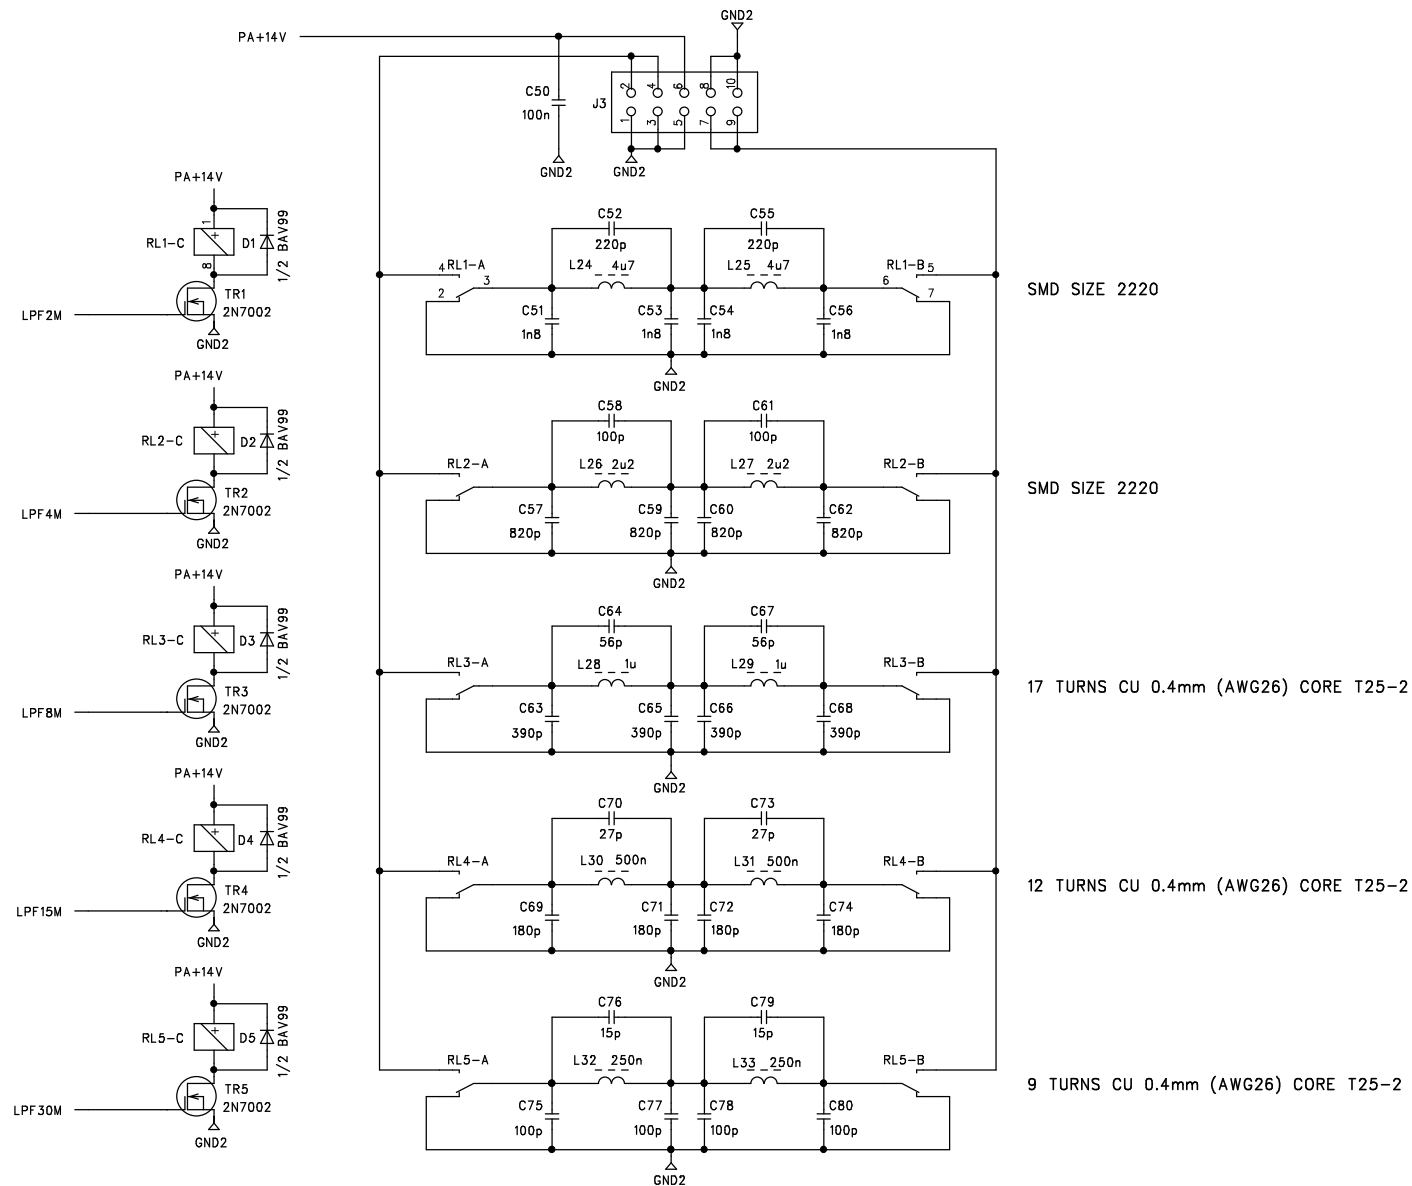 GND2
PA+14V
C50
100n
GND2
J3
2 4 6 8 10
1 3 5 7 9
GND2
PA+14V
1
RL1-C
8
D1
1/2 BAV99
TR1
2N7002
LPF2M
GND2
C52
220p
C55
220p
4
RL1-A
3
2
L24 4u7
L25 4u7
RL1-B
5
6
7
C51
1n8
C53
1n8
C54
1n8
C56
1n8
GND2
SMD SIZE 2220
PA+14V
RL2-C
D2
1/2 BAV99
TR2
2N7002
LPF4M
GND2
C58
100p
C61
100p
RL2-A
L26 2u2
L27 2u2
RL2-B
C57
820p
C59
820p
C60
820p
C62
820p
GND2
SMD SIZE 2220
PA+14V
RL3-C
D3
1/2 BAV99
TR3
2N7002
LPF8M
GND2
C64
56p
C67
56p
RL3-A
L28 1u
L29 1u
RL3-B
C63
390p
C65
390p
C66
390p
C68
390p
GND2
17 TURNS CU 0.4mm (AWG26) CORE T25-2
PA+14V
RL4-C
D4
1/2 BAV99
TR4
2N7002
LPF15M
GND2
C70
27p
C73
27p
RL4-A
L30 500n
L31 500n
RL4-B
C69
180p
C71
180p
C72
180p
C74
180p
GND2
12 TURNS CU 0.4mm (AWG26) CORE T25-2
PA+14V
RL5-C
D5
1/2 BAV99
TR5
2N7002
LPF30M
GND2
C76
15p
C79
15p
RL5-A
L32 250n
L33 250n
RL5-B
C75
100p
C77
100p
C78
100p
C80
100p
GND2
9 TURNS CU 0.4mm (AWG26) CORE T25-2